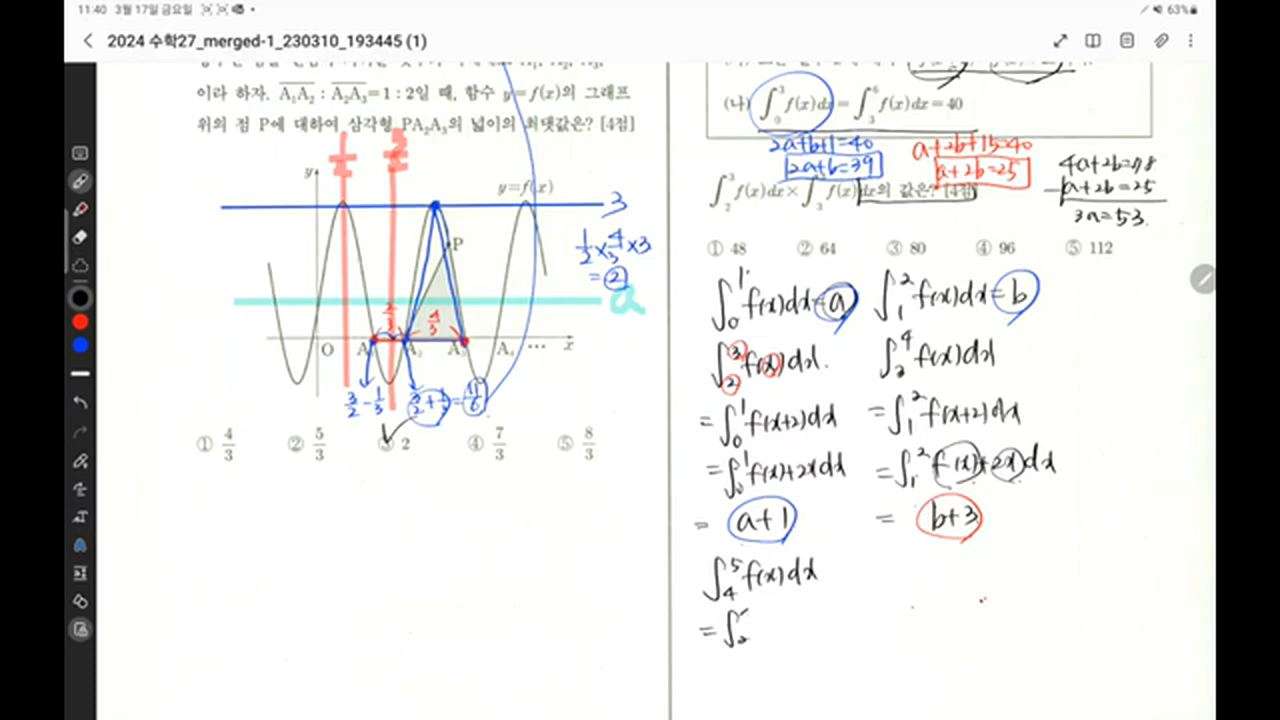 11:40 3월 17일 금요일
63%
2024 수학27_merged-1_230310_193445 (1)
이라 하자. A₁A₂ : A₂A₃=1 : 2일 때, 함수 y=f(x)의 그래프
위의 점 P에 대하여 삼각형 PA₂A₃의 넓이의 최댓값은? [4점]
y
y=f(x)
3
P
1/2 × 4/3 × 3
= 2
a
2/3
4/3
O A₁ A₂ A₃ A₄ ⋯ x
3/2 - 1/3
3/2 + 1/3 = 11/6
① 4/3 ② 5/3 ③ 2 ④ 7/3 ⑤ 8/3
(나) ∫₀³ f(x)dx = ∫₃⁶ f(x)dx = 40
2a+b+1=40
2a+b=39
a+2b+15=40
a+2b=25
4a+2b=78
- a+2b=25
3a=53
∫₂³ f(x)dx × ∫₃ f(x)dx의 값은? [4점]
① 48 ② 64 ③ 80 ④ 96 ⑤ 112
∫₀¹ f(x)dx=a ∫₁² f(x)dx=b
∫₂³ f(x)dx. ∫₃⁴ f(x)dx
=∫₀¹ f(x+2)dx =∫₁² f(x+2)dx
=∫₀¹ f(x)+2x dx =∫₁² f(x)+2x dx
= a+1 = b+3
∫₄⁵ f(x)dx
=∫₂